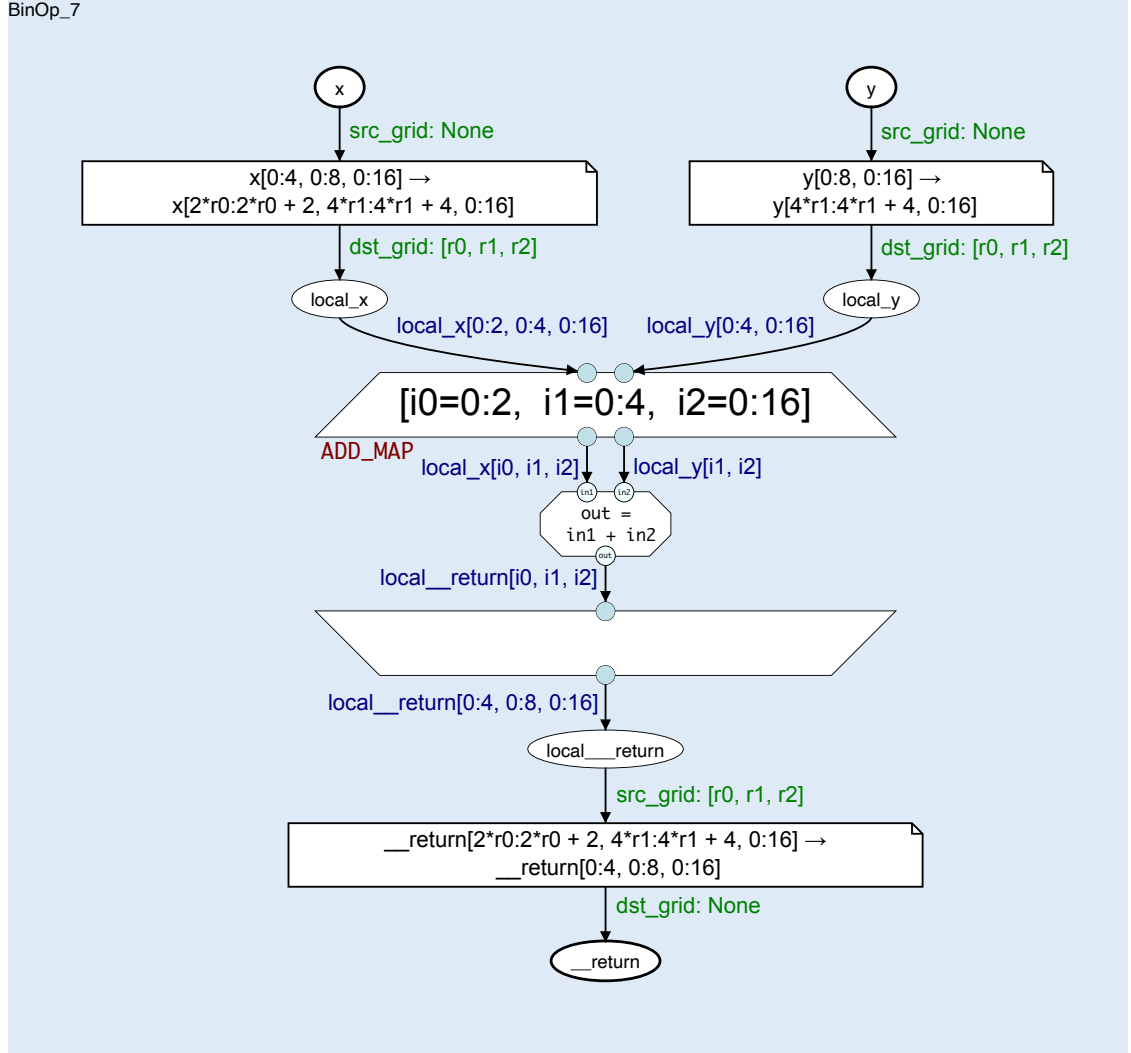 BinOp_7
x
y
src_grid: None
src_grid: None
x[0:4, 0:8, 0:16] →
x[2*r0:2*r0 + 2, 4*r1:4*r1 + 4, 0:16]
y[0:8, 0:16] →
y[4*r1:4*r1 + 4, 0:16]
dst_grid: [r0, r1, r2]
dst_grid: [r0, r1, r2]
local_x
local_y
local_x[0:2, 0:4, 0:16]
local_y[0:4, 0:16]
[i0=0:2, i1=0:4, i2=0:16]
ADD_MAP
local_x[i0, i1, i2]
local_y[i1, i2]
in1
in2
out =
in1 + in2
out
local__return[i0, i1, i2]
local__return[0:4, 0:8, 0:16]
local___return
src_grid: [r0, r1, r2]
__return[2*r0:2*r0 + 2, 4*r1:4*r1 + 4, 0:16] →
__return[0:4, 0:8, 0:16]
dst_grid: None
__return